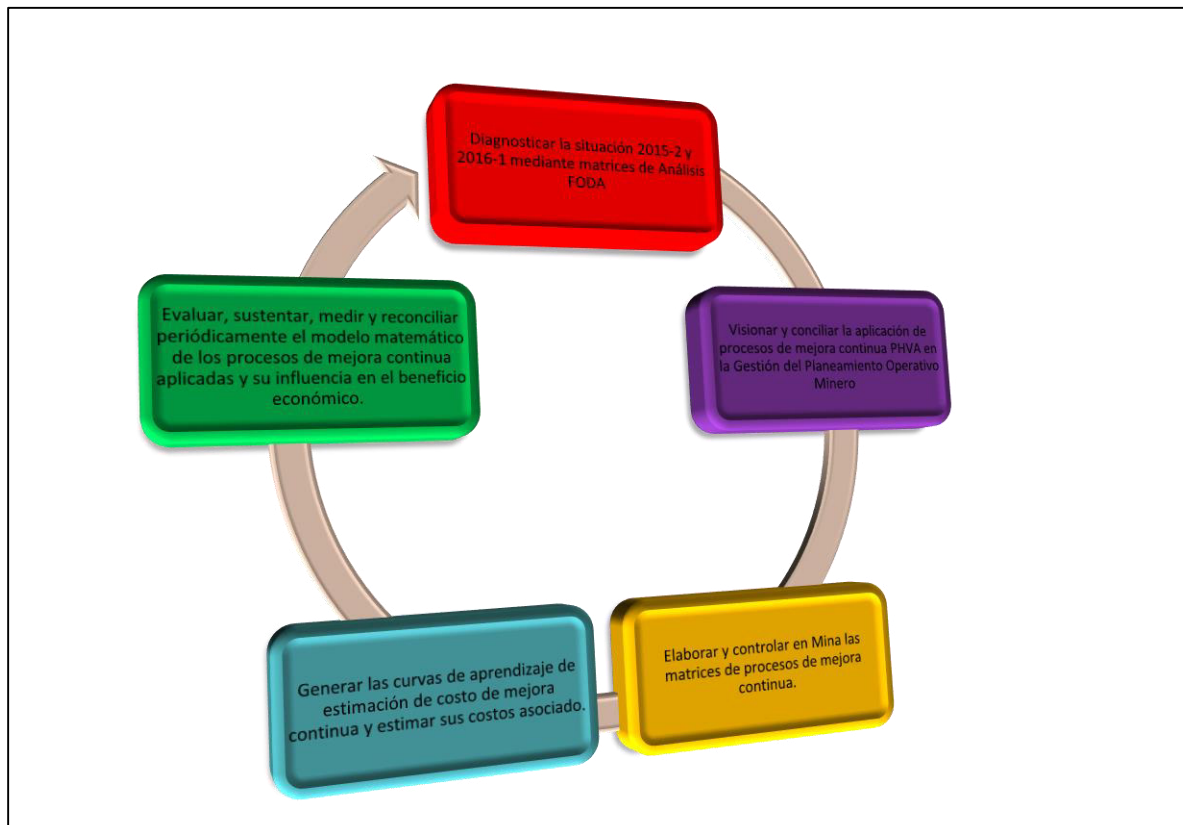 Diagnosticar la situación 2015-2 y
2016-1 mediante matrices de Análisis
FODA
Visionar y conciliar la aplicación de
procesos de mejora continua PHVA en
la Gestión del Planeamiento Operativo
Minero
Elaborar y controlar en Mina las
matrices de procesos de mejora
continua.
Generar las curvas de aprendizaje de
estimación de costo de mejora
continua y estimar sus costos asociado.
Evaluar, sustentar, medir y reconciliar
periódicamente el modelo matemático
de los procesos de mejora continua
aplicadas y su influencia en el beneficio
económico.